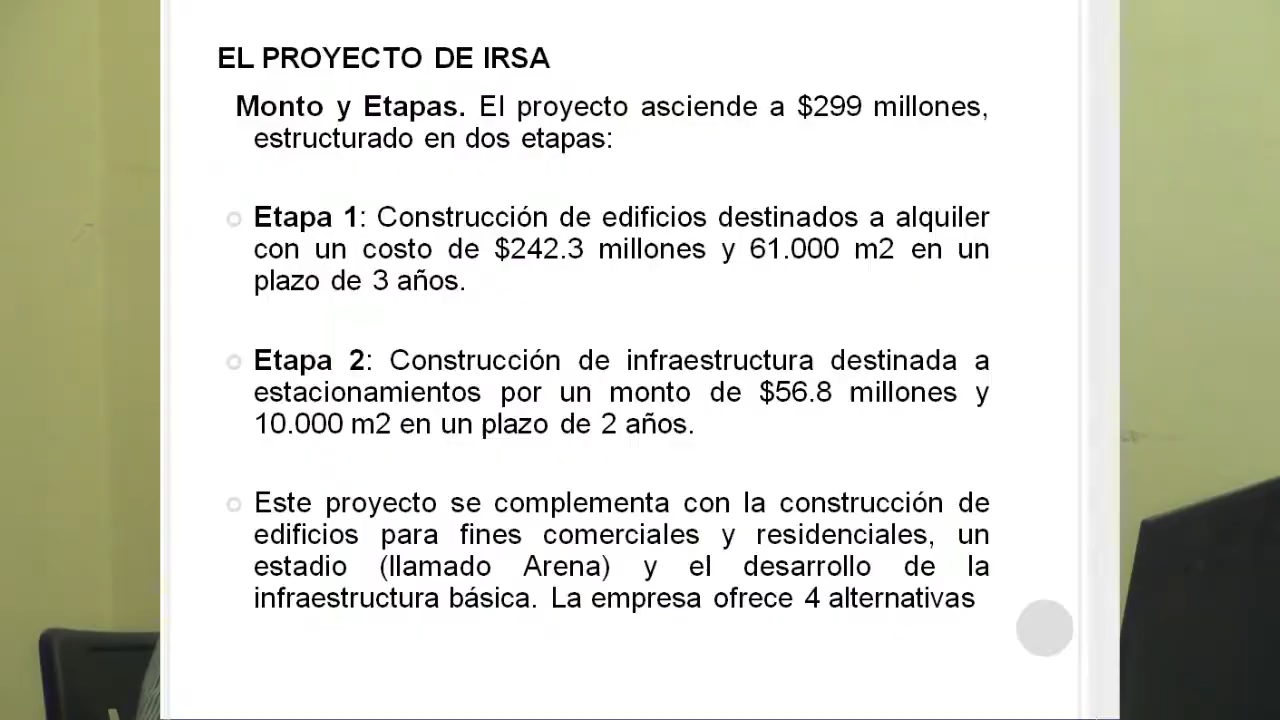 EL PROYECTO DE IRSA
Monto y Etapas. El proyecto asciende a $299 millones,
estructurado en dos etapas:
Etapa 1: Construcción de edificios destinados a alquiler
con un costo de $242.3 millones y 61.000 m2 en un
plazo de 3 años.
Etapa 2: Construcción de infraestructura destinada a
estacionamientos por un monto de $56.8 millones y
10.000 m2 en un plazo de 2 años.
Este proyecto se complementa con la construcción de
edificios para fines comerciales y residenciales, un
estadio (llamado Arena) y el desarrollo de la
infraestructura básica. La empresa ofrece 4 alternativas